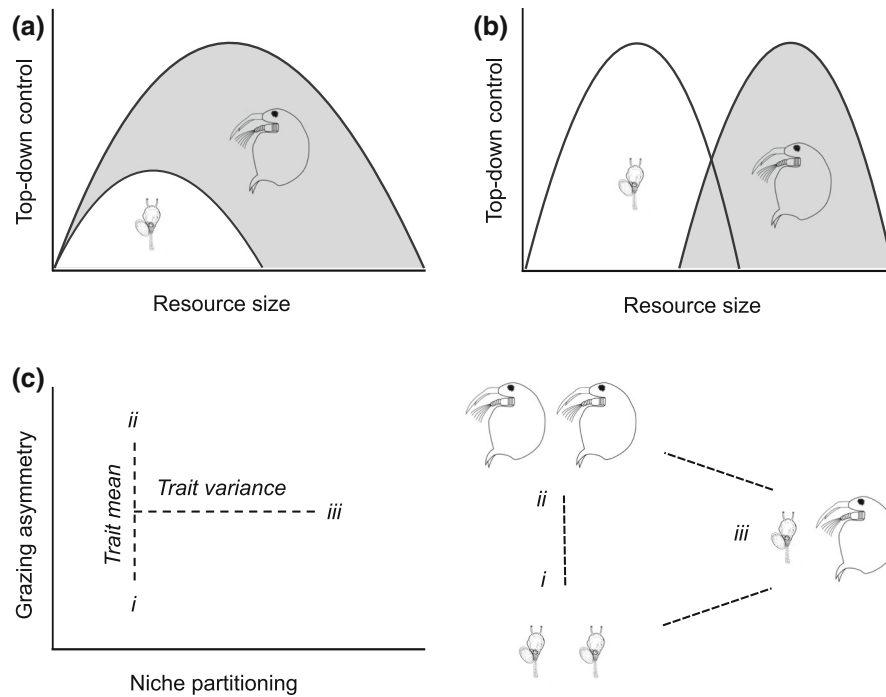 (a)
Top-down control
Resource size
(b)
Top-down control
Resource size
(c)
Grazing asymmetry
ii
Trait mean
Trait variance
iii
i
Niche partitioning
ii
i
iii